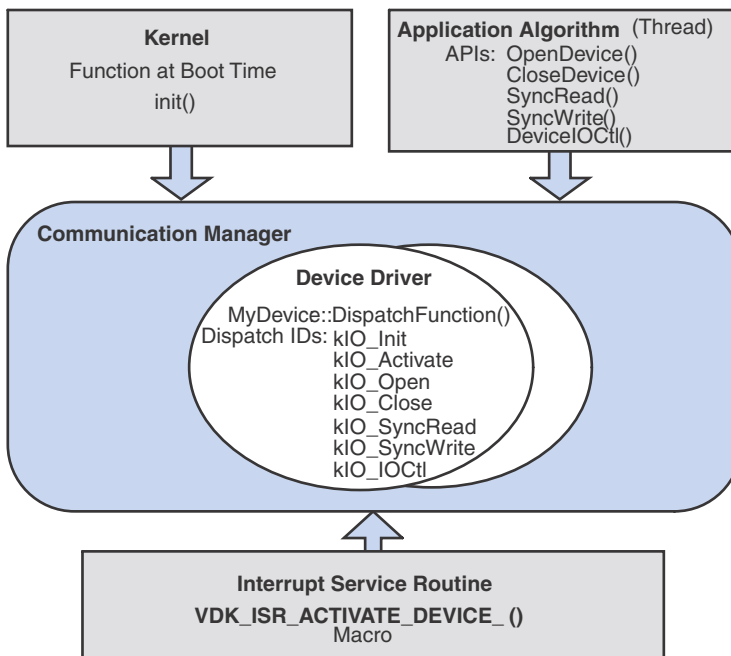 Kernel
Function at Boot Time
init()
Application Algorithm (Thread)
APIs: OpenDevice()
CloseDevice()
SyncRead()
SyncWrite()
DeviceIOCtl()
Communication Manager
Device Driver
MyDevice::DispatchFunction()
Dispatch IDs: kIO_Init
kIO_Activate
kIO_Open
kIO_Close
kIO_SyncRead
kIO_SyncWrite
kIO_IOCtl
Interrupt Service Routine
VDK_ISR_ACTIVATE_DEVICE_ ()
Macro